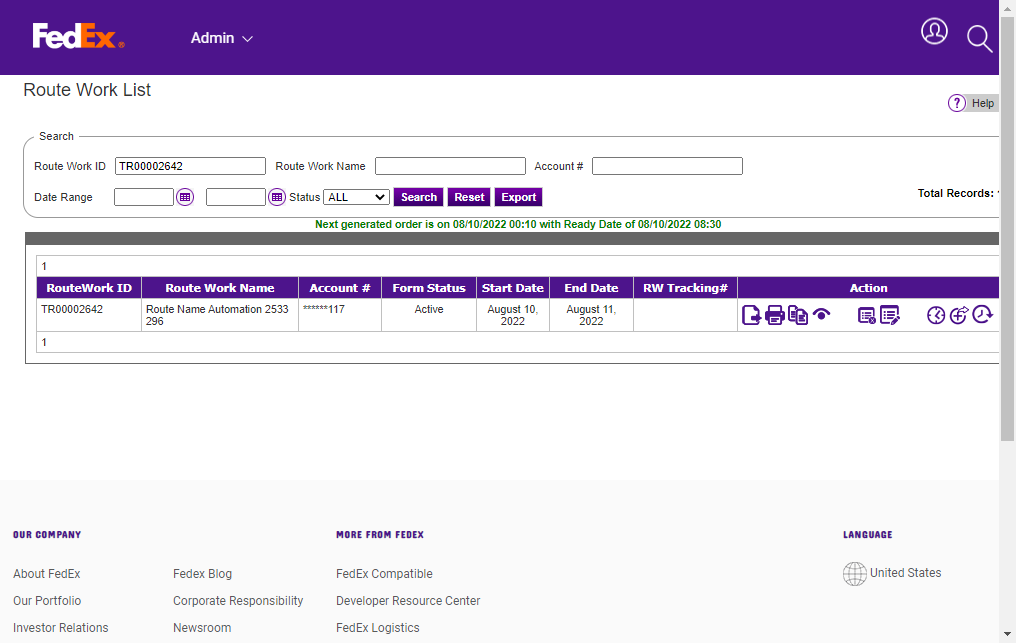 FedEx®
Admin
Route Work List
? Help
Search
Route Work ID TR00002642 Route Work Name Account #
Date Range Status ALL Search Reset Export
Total Records:
Next generated order is on 08/10/2022 00:10 with Ready Date of 08/10/2022 08:30
1
RouteWork ID Route Work Name Account # Form Status Start Date End Date RW Tracking# Action
TR00002642 Route Name Automation 2533 ******117 Active August 10, August 11,
296 2022 2022
1
OUR COMPANY MORE FROM FEDEX LANGUAGE
About FedEx Fedex Blog FedEx Compatible United States
Our Portfolio Corporate Responsibility Developer Resource Center
Investor Relations Newsroom FedEx Logistics